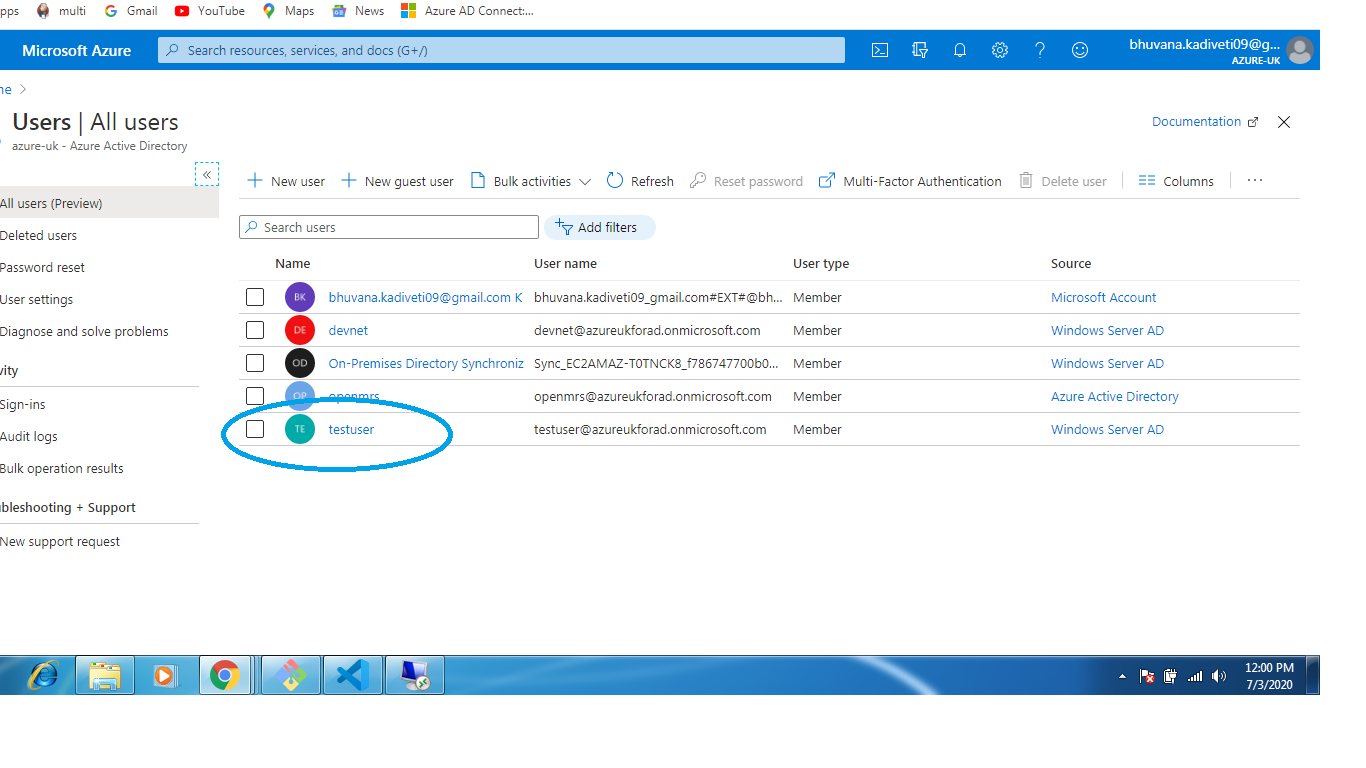 pps multi Gmail YouTube Maps News Azure AD Connect:...
Microsoft Azure Search resources, services, and docs (G+/) bhuvana.kadiveti09@g...
AZURE-UK
ne >
Users | All users Documentation
azure-uk - Azure Active Directory
« New user New guest user Bulk activities Refresh Reset password Multi-Factor Authentication Delete user Columns ...
All users (Preview)
Deleted users
Password reset
User settings
Diagnose and solve problems
vity
Sign-ins
Audit logs
Bulk operation results
ubleshooting + Support
New support request
Search users Add filters
Name User name User type Source
BK bhuvana.kadiveti09@gmail.com K bhuvana.kadiveti09_gmail.com#EXT#@bh... Member Microsoft Account
DE devnet devnet@azureukforad.onmicrosoft.com Member Windows Server AD
OD On-Premises Directory Synchroniz Sync_EC2AMAZ-T0TNCK8_f786747700b0... Member Windows Server AD
OP openmrs openmrs@azureukforad.onmicrosoft.com Member Azure Active Directory
TE testuser testuser@azureukforad.onmicrosoft.com Member Windows Server AD
12:00 PM
7/3/2020